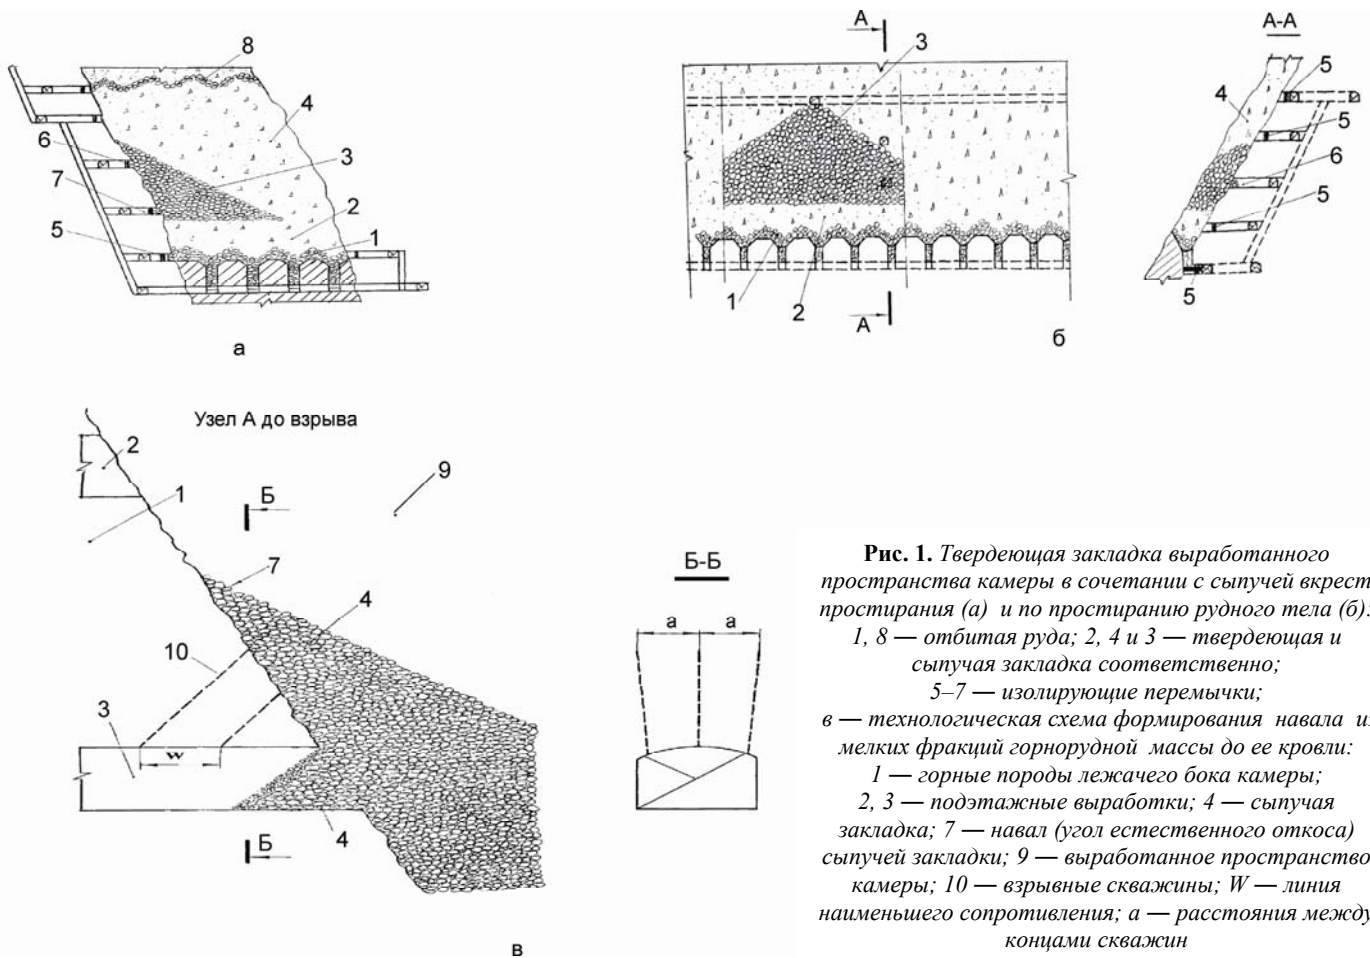 8
4
6
3
7
2
5
1
а
А
3
1
2
А
б
А-А
5
4
5
6
5
5
Узел А до взрыва
2
9
1
Б
7
4
10
3
w
Б
4
в
Б-Б
а а
Рис. 1. Твердеющая закладка выработанного
пространства камеры в сочетании с сыпучей вкрест
простирания (а) и по простиранию рудного тела (б):
1, 8 — отбитая руда; 2, 4 и 3 — твердеющая и
сыпучая закладка соответственно;
5–7 — изолирующие перемычки;
в — технологическая схема формирования навала и
мелких фракций горнорудной массы до ее кровли:
1 — горные породы лежачего бока камеры;
2, 3 — подэтажные выработки; 4 — сыпучая
закладка; 7 — навал (угол естественного откоса)
сыпучей закладки; 9 — выработанное пространство
камеры; 10 — взрывные скважины; W — линия
наименьшего сопротивления; а — расстояния между
концами скважин